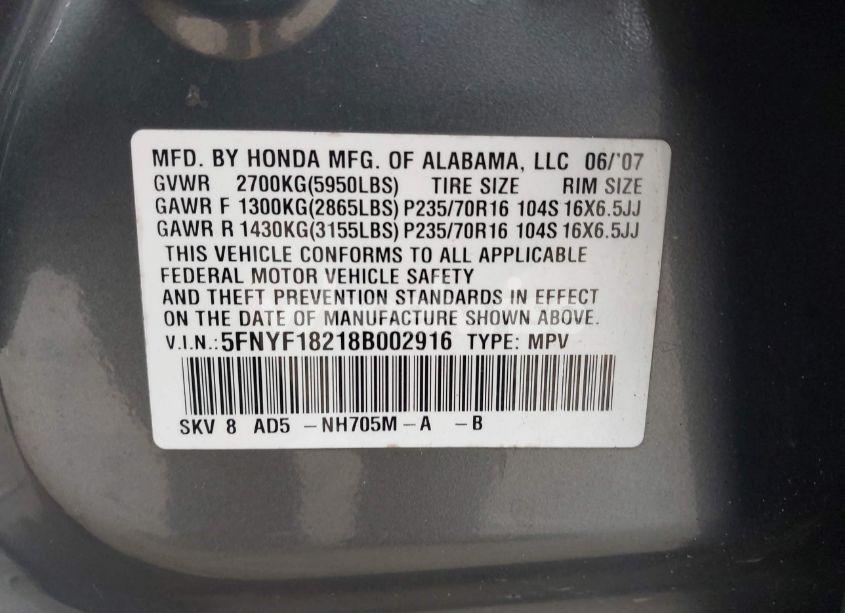 MFD. BY HONDA MFG. OF ALABAMA, LLC 06/'07
GVWR 2700KG(5950LBS) TIRE SIZE RIM SIZE
GAWR F 1300KG(2865LBS) P235/70R16 104S 16X6.5JJ
GAWR R 1430KG(3155LBS) P235/70R16 104S 16X6.5JJ
THIS VEHICLE CONFORMS TO ALL APPLICABLE
FEDERAL MOTOR VEHICLE SAFETY
AND THEFT PREVENTION STANDARDS IN EFFECT
ON THE DATE OF MANUFACTURE SHOWN ABOVE.
V.I.N.:5FNYF18218B002916 TYPE: MPV
SKV 8 AD5 -NH705M-A -B